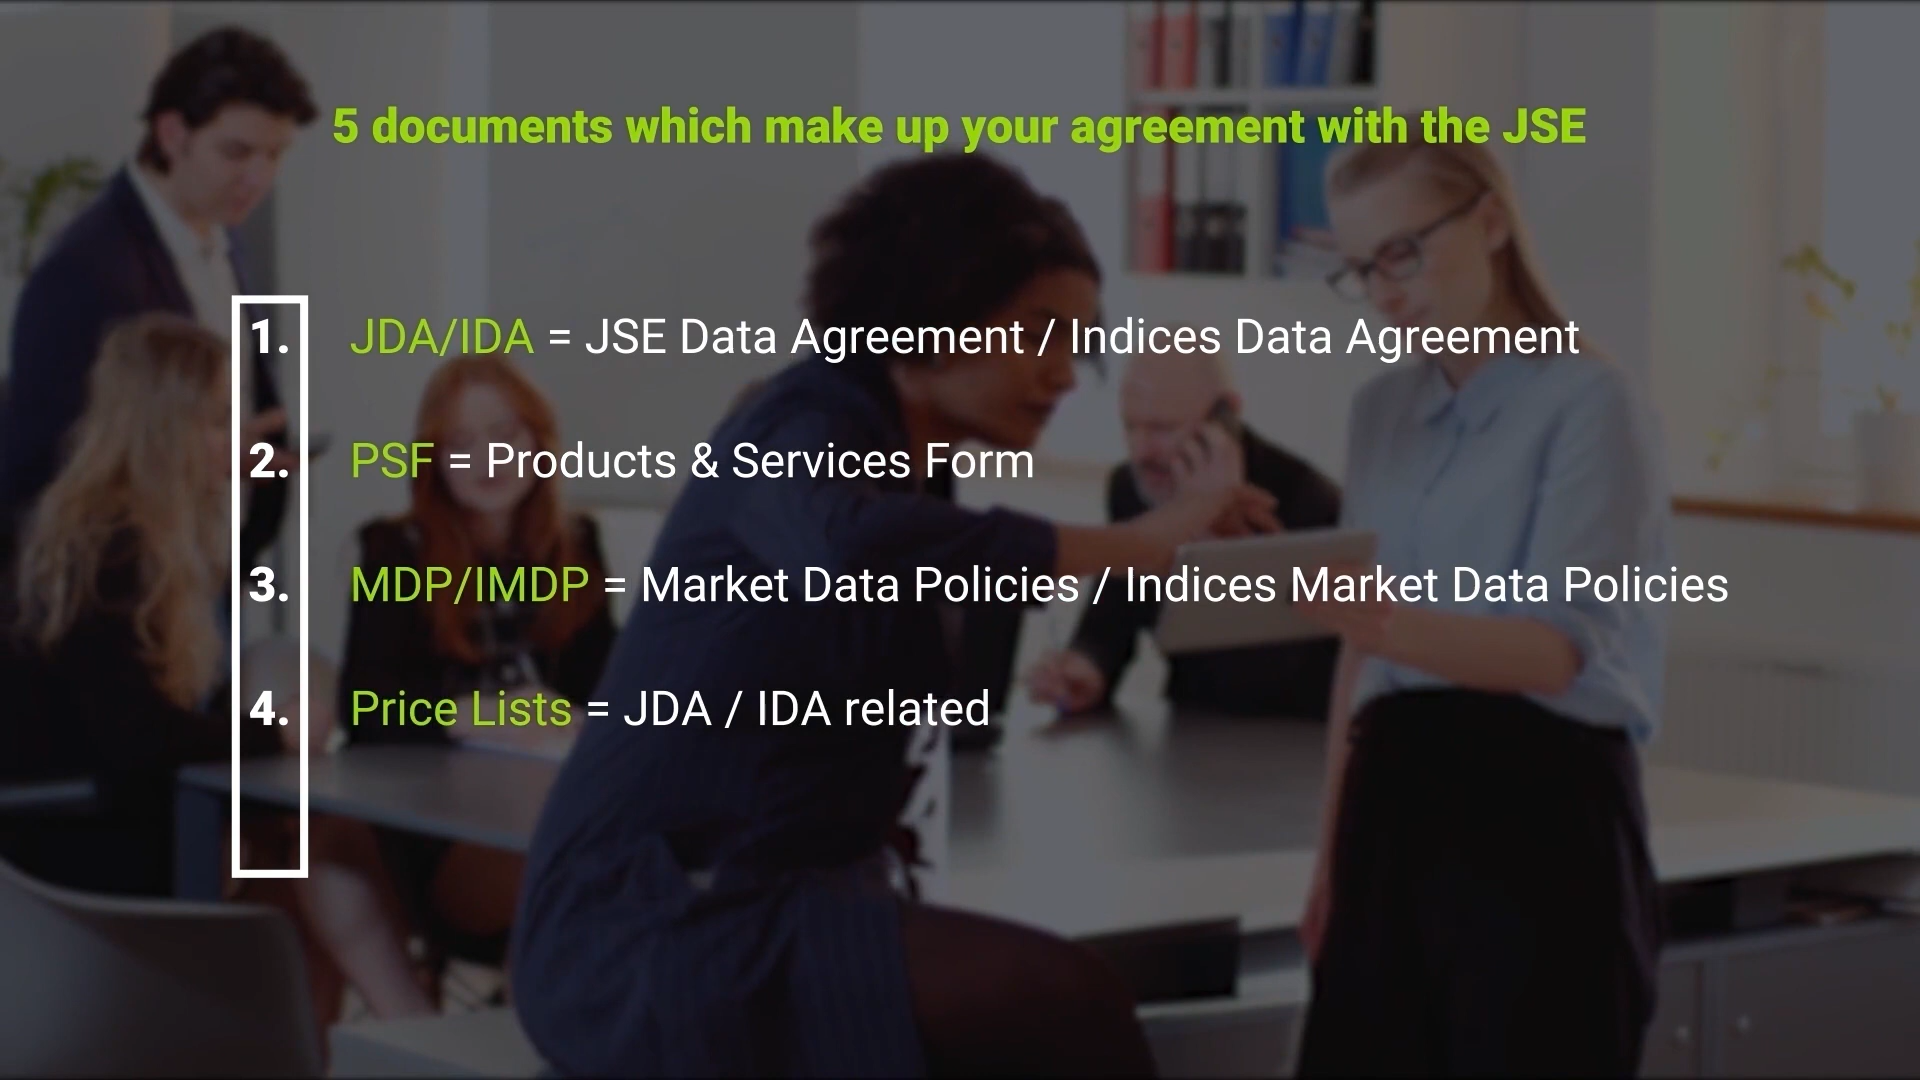 5 documents which make up your agreement with the JSE
1. JDA/IDA = JSE Data Agreement / Indices Data Agreement
2. PSF = Products & Services Form
3. MDP/IMDP = Market Data Policies / Indices Market Data Policies
4. Price Lists = JDA / IDA related